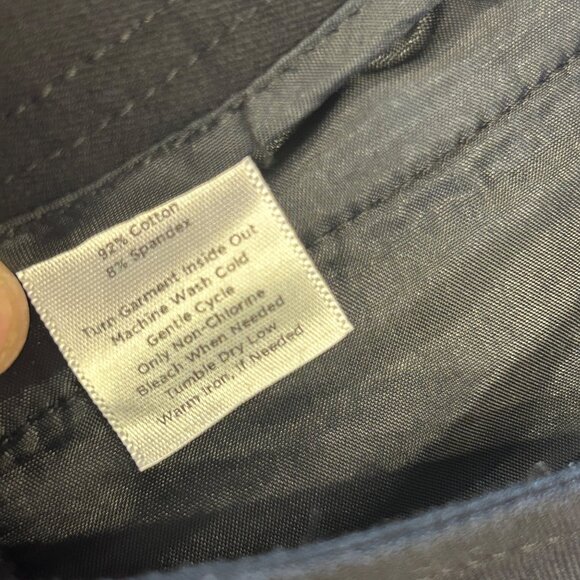 92% Cotton
8% Spandex
Turn Garment Inside Out
Machine Wash Cold
Gentle Cycle
Only Non-Chlorine
Bleach When Needed
Tumble Dry Low
Warm Iron, if Needed